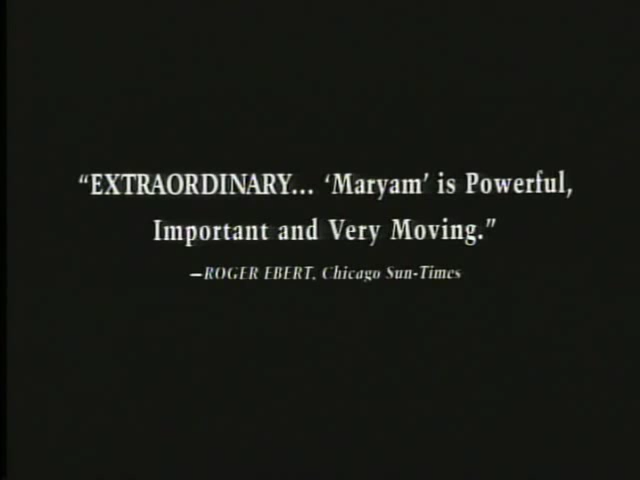 “EXTRAORDINARY... ‘Maryam’ is Powerful,
Important and Very Moving.”
—ROGER EBERT, Chicago Sun-Times